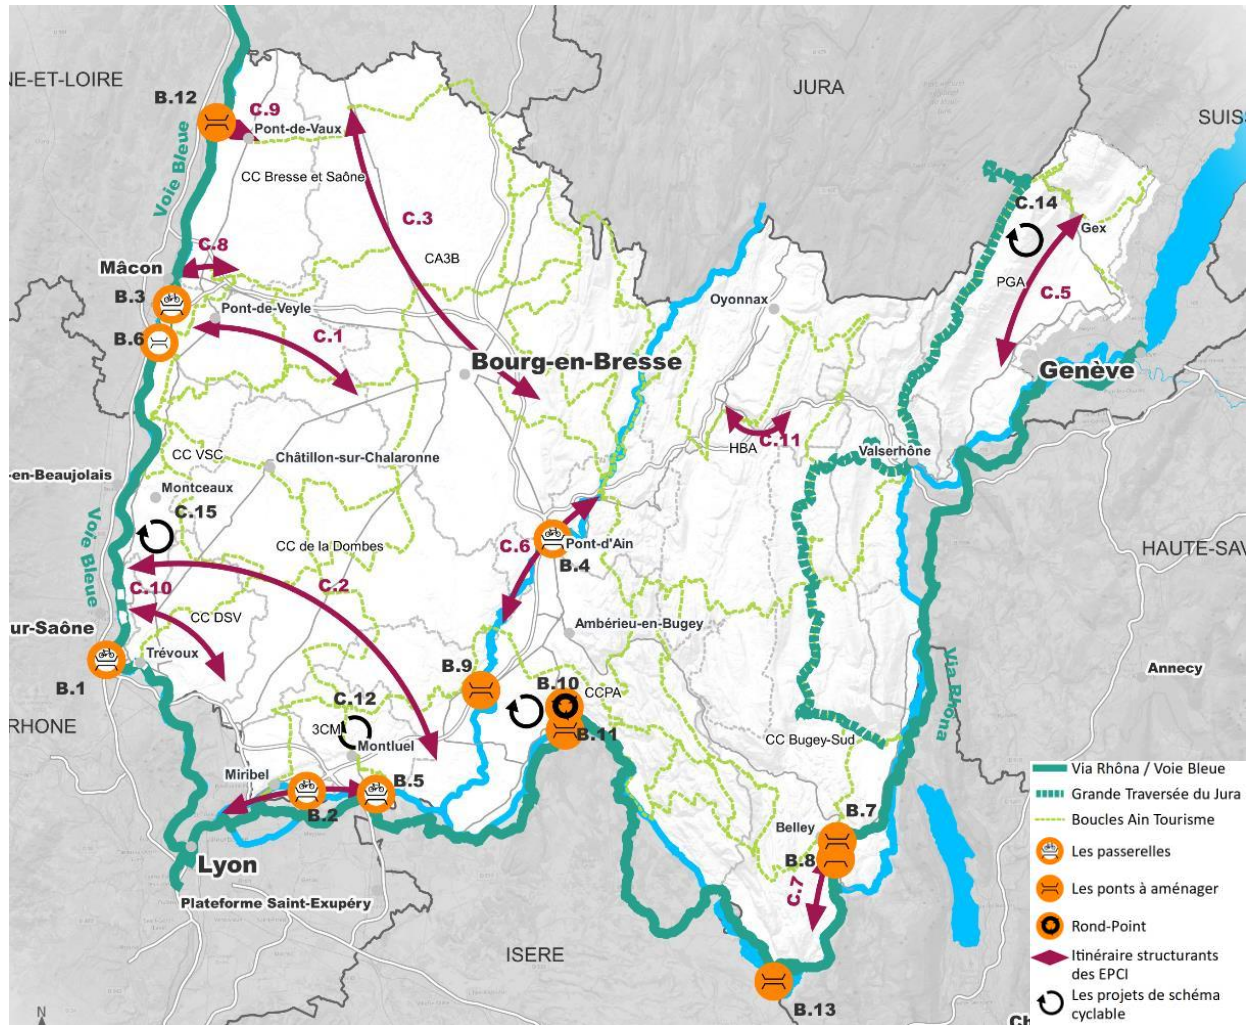 NE-ET-LOIRE
JURA
SUIS
B.12
C.9
Pont-de-Vaux
Voie Bleue
CC Bresse et Saône
C.3
C.14
Gex
C.8
CA3B
PGA
C.5
Mâcon
B.3
Pont-de-Veyle
Oyonnax
B.6
C.1
Bourg-en-Bresse
Genève
C.11
HBA
CC VSC
Châtillon-sur-Chalaronne
Valserhône
-en-Beaujolais
Montceaux
C.15
Voie Bleue
CC de la Dombes
C.6
Pont-d'Ain
B.4
HAUTE-SAV
C.10
C.2
CC DSV
ur-Saône
Ambérieu-en-Bugey
Trévoux
Via Rhôna
Annecy
B.1
B.9
B.10
CCPA
C.12
3CM
Montluel
B.11
RHONE
CC Bugey-Sud
Miribel
B.5
B.2
Belley
B.7
B.8
Lyon
C.7
Plateforme Saint-Exupéry
ISERE
B.13
Ch
N
Via Rhôna / Voie Bleue
Grande Traversée du Jura
Boucles Ain Tourisme
Les passerelles
Les ponts à aménager
Rond-Point
Itinéraire structurants
des EPCI
Les projets de schéma
cyclable